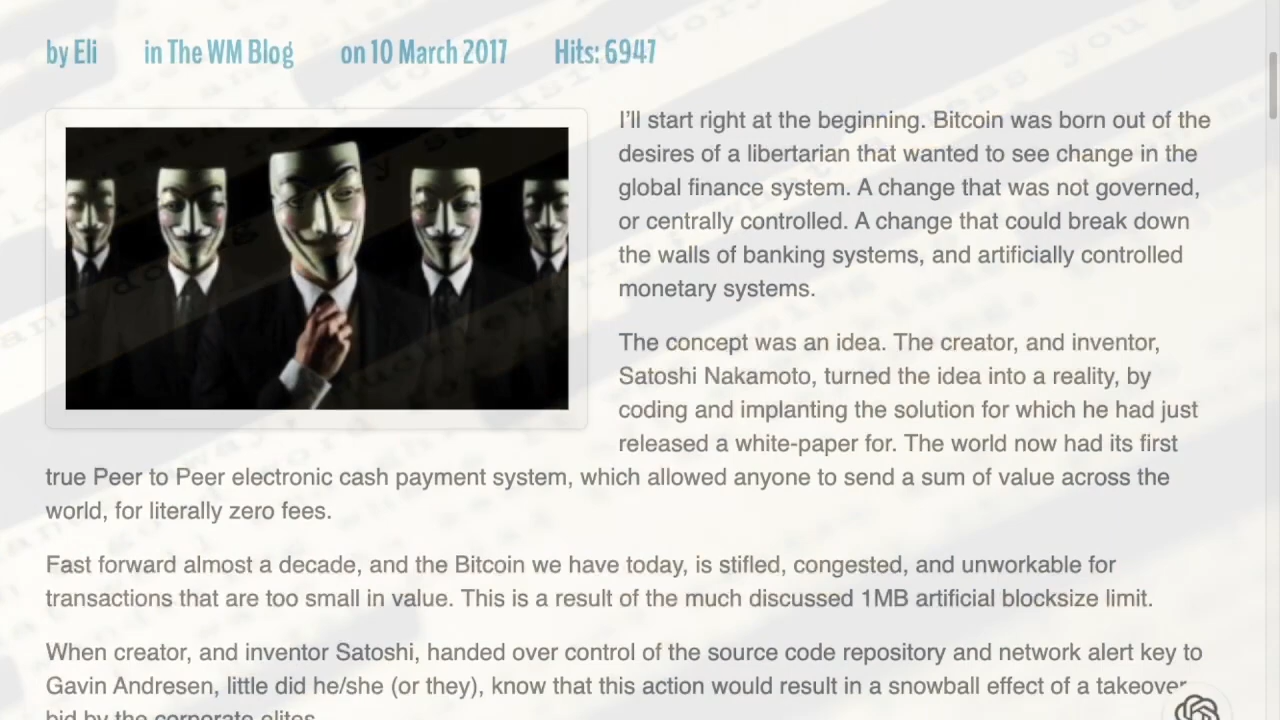 by Eli in The WM Blog on 10 March 2017 Hits: 6947
I'll start right at the beginning. Bitcoin was born out of the
desires of a libertarian that wanted to see change in the
global finance system. A change that was not governed,
or centrally controlled. A change that could break down
the walls of banking systems, and artificially controlled
monetary systems.
The concept was an idea. The creator, and inventor,
Satoshi Nakamoto, turned the idea into a reality, by
coding and implanting the solution for which he had just
released a white-paper for. The world now had its first
true Peer to Peer electronic cash payment system, which allowed anyone to send a sum of value across the
world, for literally zero fees.
Fast forward almost a decade, and the Bitcoin we have today, is stifled, congested, and unworkable for
transactions that are too small in value. This is a result of the much discussed 1MB artificial blocksize limit.
When creator, and inventor Satoshi, handed over control of the source code repository and network alert key to
Gavin Andresen, little did he/she (or they), know that this action would result in a snowball effect of a takeover
bid by the corporate elites